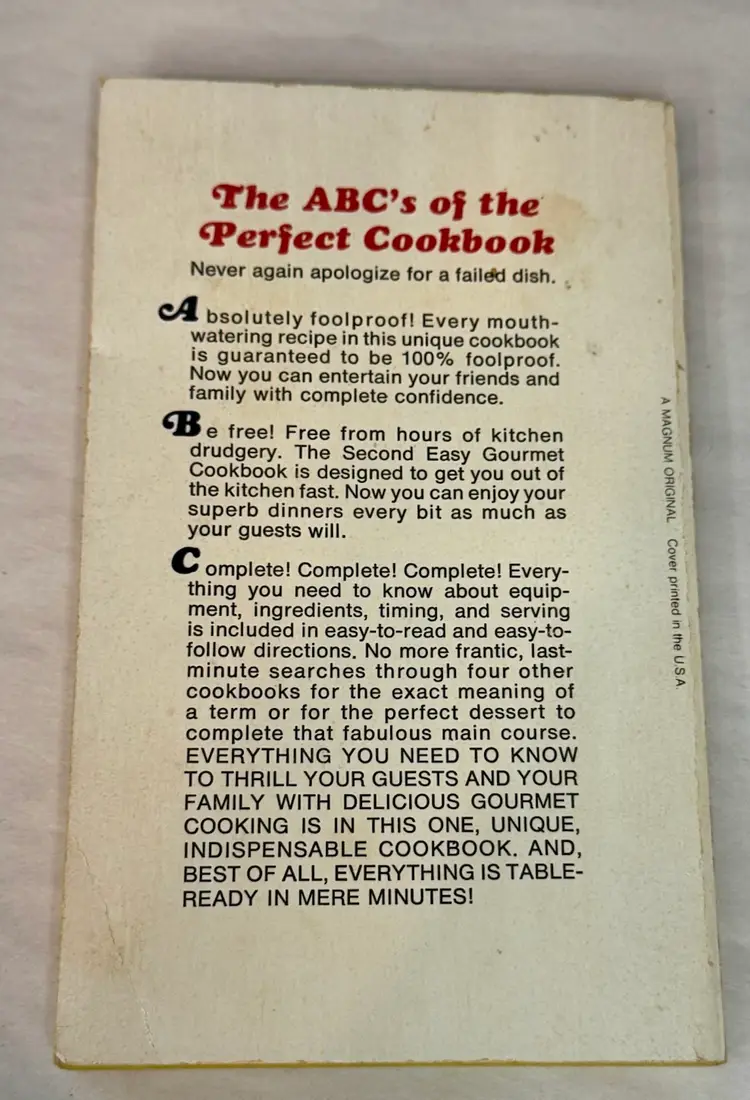 The ABC's of the
Perfect Cookbook
Never again apologize for a failed dish.
Absolutely foolproof! Every mouth-
watering recipe in this unique cookbook
is guaranteed to be 100% foolproof.
Now you can entertain your friends and
family with complete confidence.
Be free! Free from hours of kitchen
drudgery. The Second Easy Gourmet
Cookbook is designed to get you out of
the kitchen fast. Now you can enjoy your
superb dinners every bit as much as
your guests will.
Complete! Complete! Complete! Every-
thing you need to know about equip-
ment, ingredients, timing, and serving
is included in easy-to-read and easy-to-
follow directions. No more frantic, last-
minute searches through four other
cookbooks for the exact meaning of
a term or for the perfect dessert to
complete that fabulous main course.
EVERYTHING YOU NEED TO KNOW
TO THRILL YOUR GUESTS AND YOUR
FAMILY WITH DELICIOUS GOURMET
COOKING IS IN THIS ONE, UNIQUE,
INDISPENSABLE COOKBOOK. AND,
BEST OF ALL, EVERYTHING IS TABLE-
READY IN MERE MINUTES!
A MAGNUM ORIGINAL Cover printed in the U.S.A.